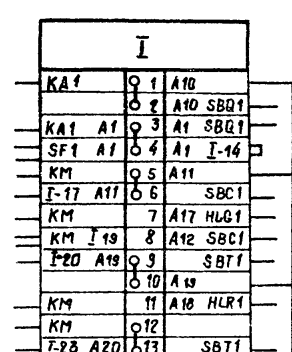 I
KA1 1 A10
2 A10 SBQ1
KA1 A1 3 A1 SBQ1
SF1 A1 4 A1 I-14
KM 5 A11
I-17 A11 6 SBC1
KM 7 A17 HLG1
KM I 19 8 A12 SBC1
I-20 A19 9 SBT1
10 A19
KM 11 A18 HLR1
KM 12
I-23 A20 13 SBT1